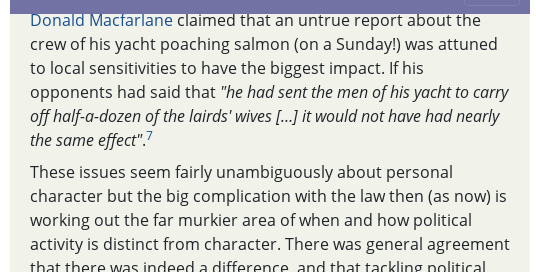 Donald Macfarlane claimed that an untrue report about the
crew of his yacht poaching salmon (on a Sunday!) was attuned
to local sensitivities to have the biggest impact. If his
opponents had said that "he had sent the men of his yacht to carry
off half-a-dozen of the lairds' wives [...] it would not have had nearly
the same effect".7
These issues seem fairly unambiguously about personal
character but the big complication with the law then (as now) is
working out the far murkier area of when and how political
activity is distinct from character. There was general agreement
that there was indeed a difference, and that tackling political